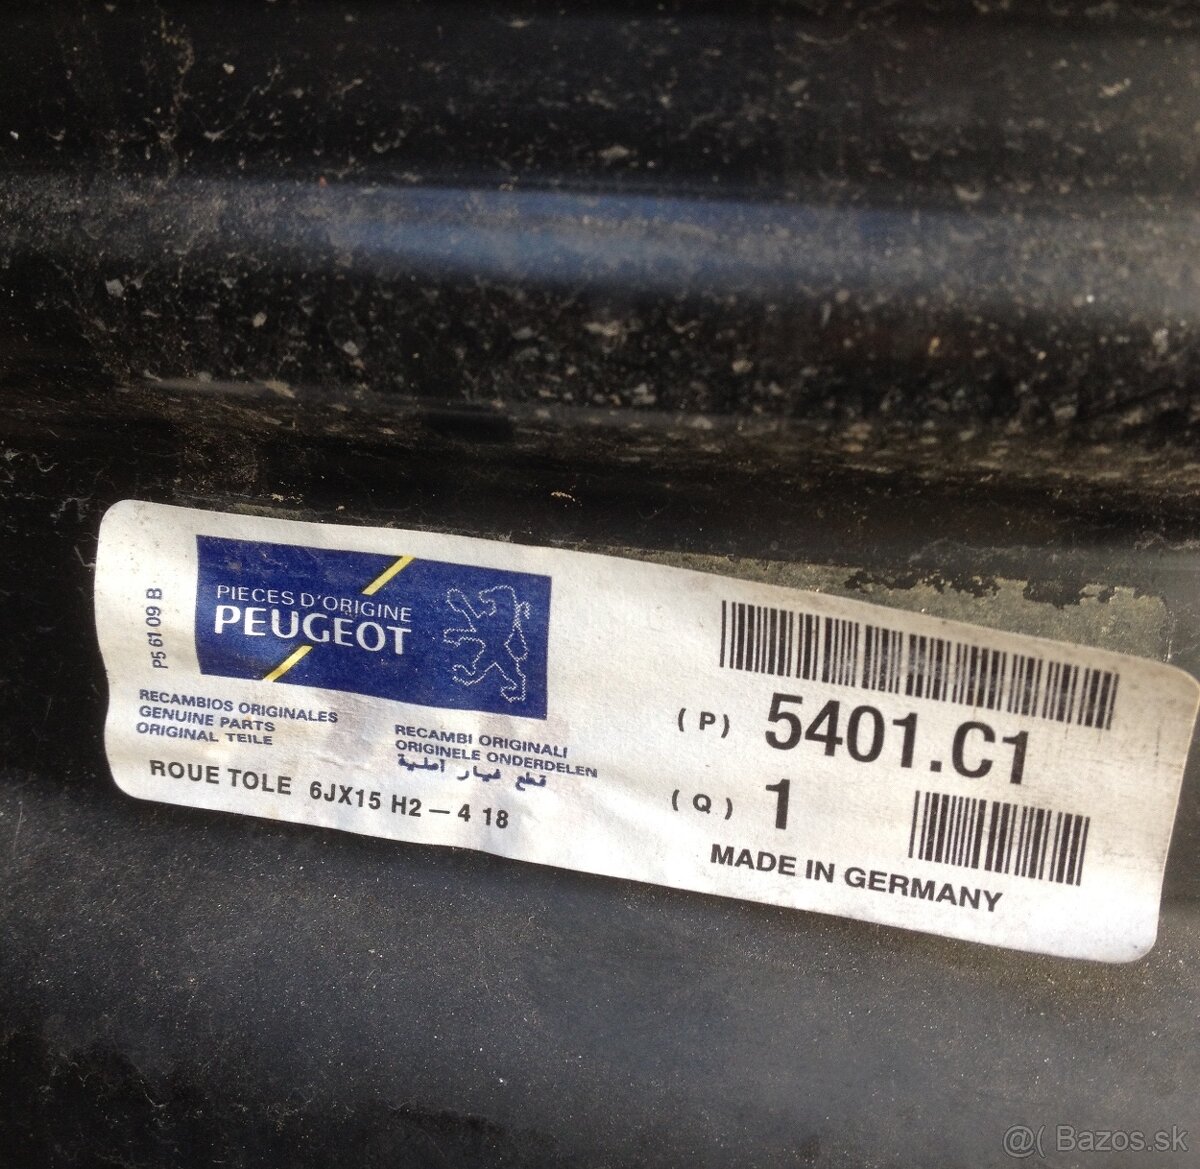 P5 61 09 B
PIECES D'ORIGINE
PEUGEOT
RECAMBIOS ORIGINALES
GENUINE PARTS
ORIGINAL TEILE
RECAMBI ORIGINALI
ORIGINELE ONDERDELEN
قطع غيار أصلية
ROUE TOLE 6JX15 H2 – 4 18
(P) 5401.C1
(Q) 1
MADE IN GERMANY
@( Bazos.sk